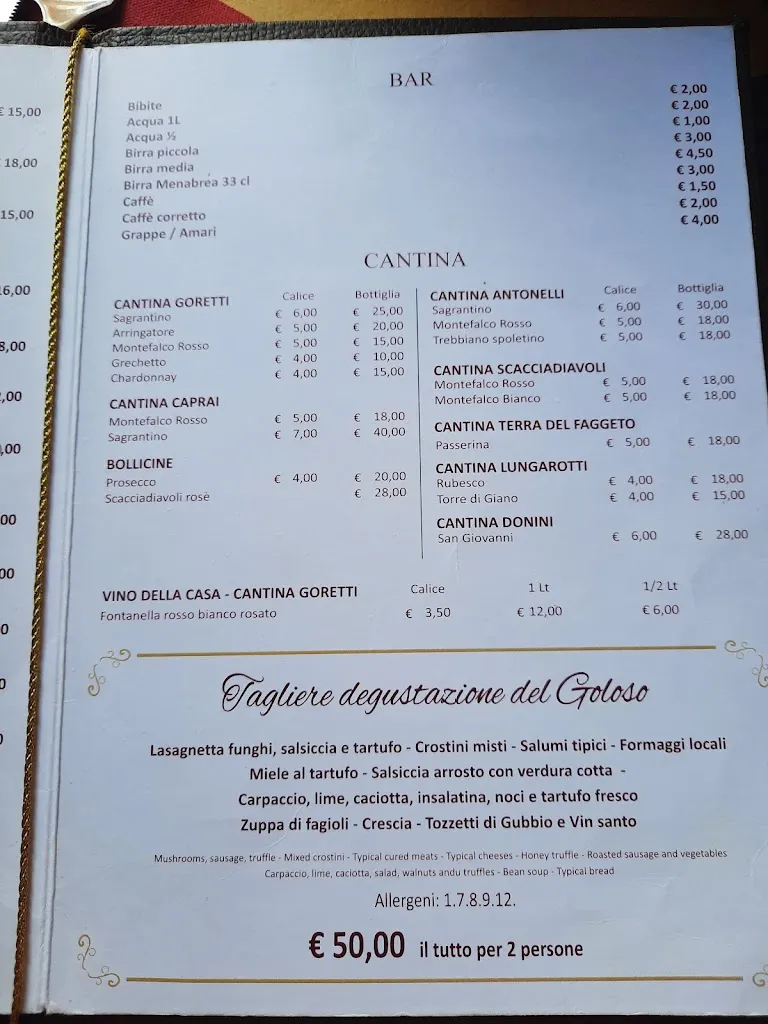 € 15,00
18,00
15,00
16,00
8,00
,00
,00
00
00
0
0
BAR
Bibite € 2,00
Acqua 1L € 2,00
Acqua ½ € 1,00
Birra piccola € 3,00
Birra media € 4,50
Birra Menabrea 33 cl € 3,00
Caffè € 1,50
Caffè corretto € 2,00
Grappe / Amari € 4,00
CANTINA
CANTINA GORETTI Calice Bottiglia
Sagrantino € 6,00 € 25,00
Arringatore € 5,00 € 20,00
Montefalco Rosso € 5,00 € 15,00
Grechetto € 4,00 € 10,00
Chardonnay € 4,00 € 15,00
CANTINA CAPRAI
Montefalco Rosso € 5,00 € 18,00
Sagrantino € 7,00 € 40,00
BOLLICINE
Prosecco € 4,00 € 20,00
Scacciadiavoli rosè € 28,00
CANTINA ANTONELLI Calice Bottiglia
Sagrantino € 6,00 € 30,00
Montefalco Rosso € 5,00 € 18,00
Trebbiano spoletino € 5,00 € 18,00
CANTINA SCACCIADIAVOLI
Montefalco Rosso € 5,00 € 18,00
Montefalco Bianco € 5,00 € 18,00
CANTINA TERRA DEL FAGGETO
Passerina € 5,00 € 18,00
CANTINA LUNGAROTTI
Rubesco € 4,00 € 18,00
Torre di Giano € 4,00 € 15,00
CANTINA DONINI
San Giovanni € 6,00 € 28,00
VINO DELLA CASA - CANTINA GORETTI Calice 1 Lt 1/2 Lt
Fontanella rosso bianco rosato € 3,50 € 12,00 € 6,00
Tagliere degustazione del Goloso
Lasagnetta funghi, salsiccia e tartufo - Crostini misti - Salumi tipici - Formaggi locali
Miele al tartufo - Salsiccia arrosto con verdura cotta -
Carpaccio, lime, caciotta, insalatina, noci e tartufo fresco
Zuppa di fagioli - Crescia - Tozzetti di Gubbio e Vin santo
Mushrooms, sausage, truffle - Mixed crostini - Typical cured meats - Typical cheeses - Honey truffle - Roasted sausage and vegetables
Carpaccio, lime, caciotta, salad, walnuts andu truffles - Bean soup - Typical bread
Allergeni: 1.7.8.9.12.
€ 50,00 il tutto per 2 persone